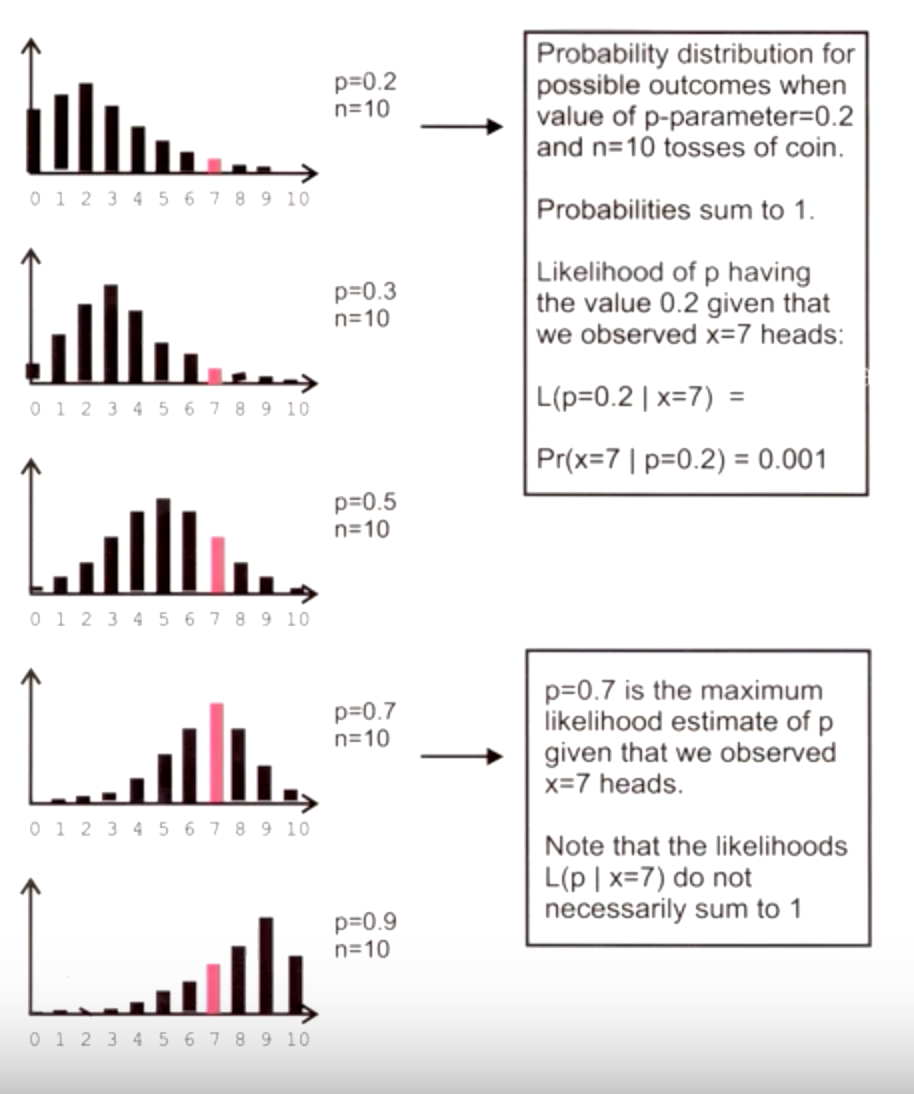 p=0.2
n=10
0 1 2 3 4 5 6 7 8 9 10
Probability distribution for
possible outcomes when
value of p-parameter=0.2
and n=10 tosses of coin.
Probabilities sum to 1.
Likelihood of p having
the value 0.2 given that
we observed x=7 heads:
L(p=0.2 | x=7) =
Pr(x=7 | p=0.2) = 0.001
p=0.3
n=10
0 1 2 3 4 5 6 7 8 9 10
p=0.5
n=10
0 1 2 3 4 5 6 7 8 9 10
p=0.7
n=10
0 1 2 3 4 5 6 7 8 9 10
p=0.7 is the maximum
likelihood estimate of p
given that we observed
x=7 heads.
Note that the likelihoods
L(p | x=7) do not
necessarily sum to 1
p=0.9
n=10
0 1 2 3 4 5 6 7 8 9 10